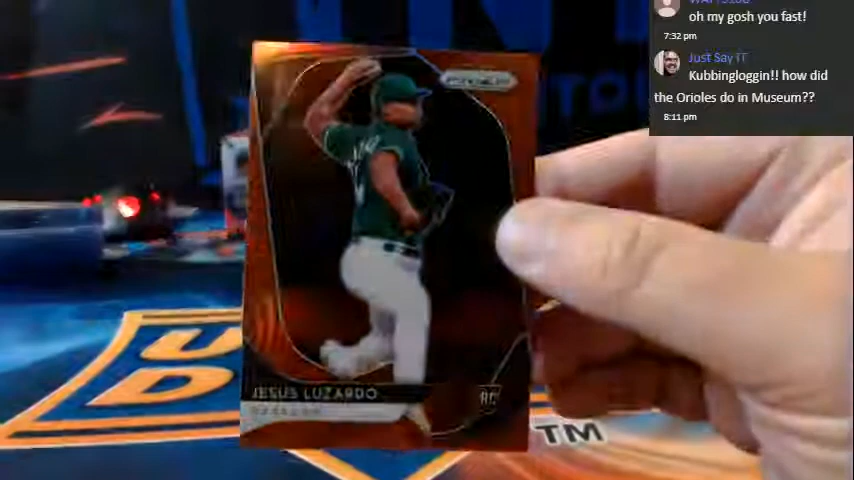 oh my gosh you fast!
7:32 pm
Just Say IT
Kubbingloggin!! how did
the Orioles do in Museum??
8:11 pm
PRIZM
JESUS LUZARDO
RC
U
D
TM